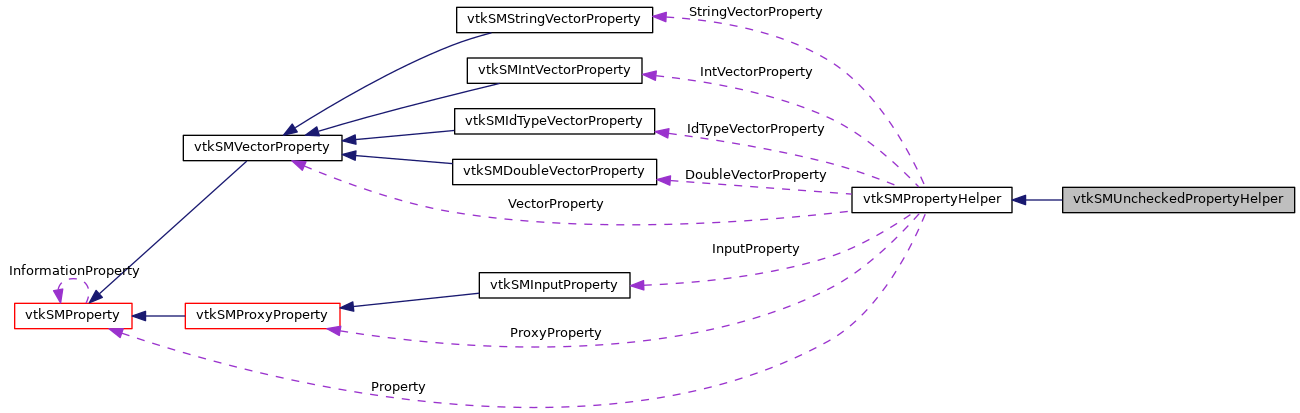 StringVectorProperty
vtkSMStringVectorProperty
vtkSMIntVectorProperty
IntVectorProperty
vtkSMIdTypeVectorProperty
IdTypeVectorProperty
vtkSMVectorProperty
vtkSMDoubleVectorProperty
DoubleVectorProperty
VectorProperty
vtkSMPropertyHelper
vtkSMUncheckedPropertyHelper
InputProperty
InformationProperty
vtkSMInputProperty
vtkSMProperty
vtkSMProxyProperty
ProxyProperty
Property